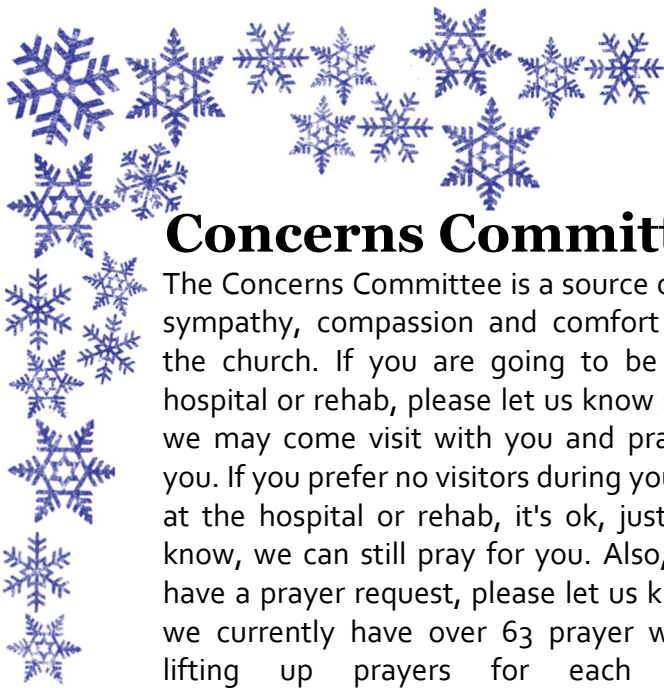 Concerns Committ
The Concerns Committee is a source
sympathy, compassion and comfort
the church. If you are going to be
hospital or rehab, please let us know
we may come visit with you and pra
you. If you prefer no visitors during you
at the hospital or rehab, it's ok, just
know, we can still pray for you. Also,
have a prayer request, please let us k
we currently have over 63 prayer w
lifting up prayers for each